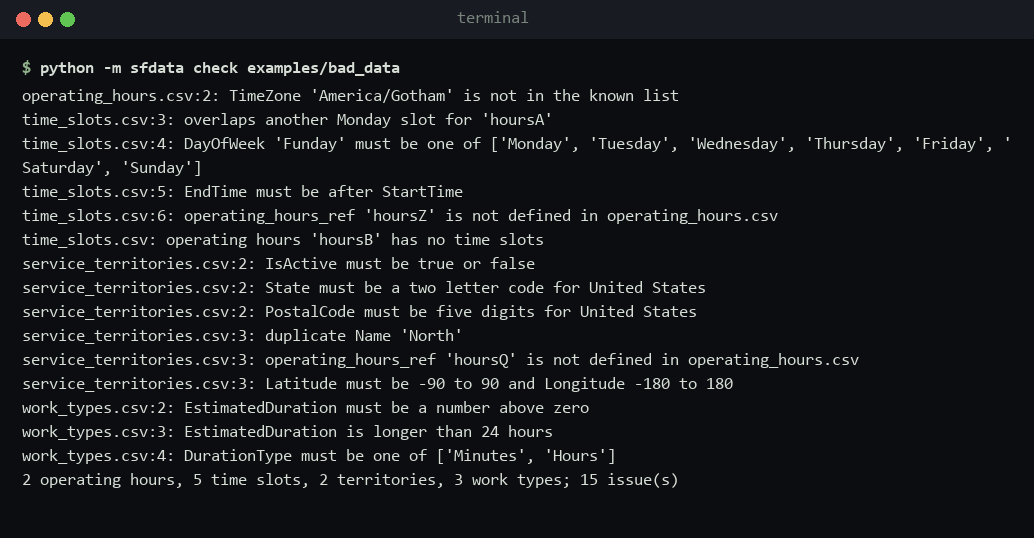 terminal
$ python -m sfdata check examples/bad_data
operating_hours.csv:2: TimeZone 'America/Gotham' is not in the known list
time_slots.csv:3: overlaps another Monday slot for 'hoursA'
time_slots.csv:4: DayOfWeek 'Funday' must be one of ['Monday', 'Tuesday', 'Wednesday', 'Thursday', 'Friday', '
Saturday', 'Sunday']
time_slots.csv:5: EndTime must be after StartTime
time_slots.csv:6: operating_hours_ref 'hoursZ' is not defined in operating_hours.csv
time_slots.csv: operating hours 'hoursB' has no time slots
service_territories.csv:2: IsActive must be true or false
service_territories.csv:2: State must be a two letter code for United States
service_territories.csv:2: PostalCode must be five digits for United States
service_territories.csv:3: duplicate Name 'North'
service_territories.csv:3: operating_hours_ref 'hoursQ' is not defined in operating_hours.csv
service_territories.csv:3: Latitude must be -90 to 90 and Longitude -180 to 180
work_types.csv:2: EstimatedDuration must be a number above zero
work_types.csv:3: EstimatedDuration is longer than 24 hours
work_types.csv:4: DurationType must be one of ['Minutes', 'Hours']
2 operating hours, 5 time slots, 2 territories, 3 work types; 15 issue(s)